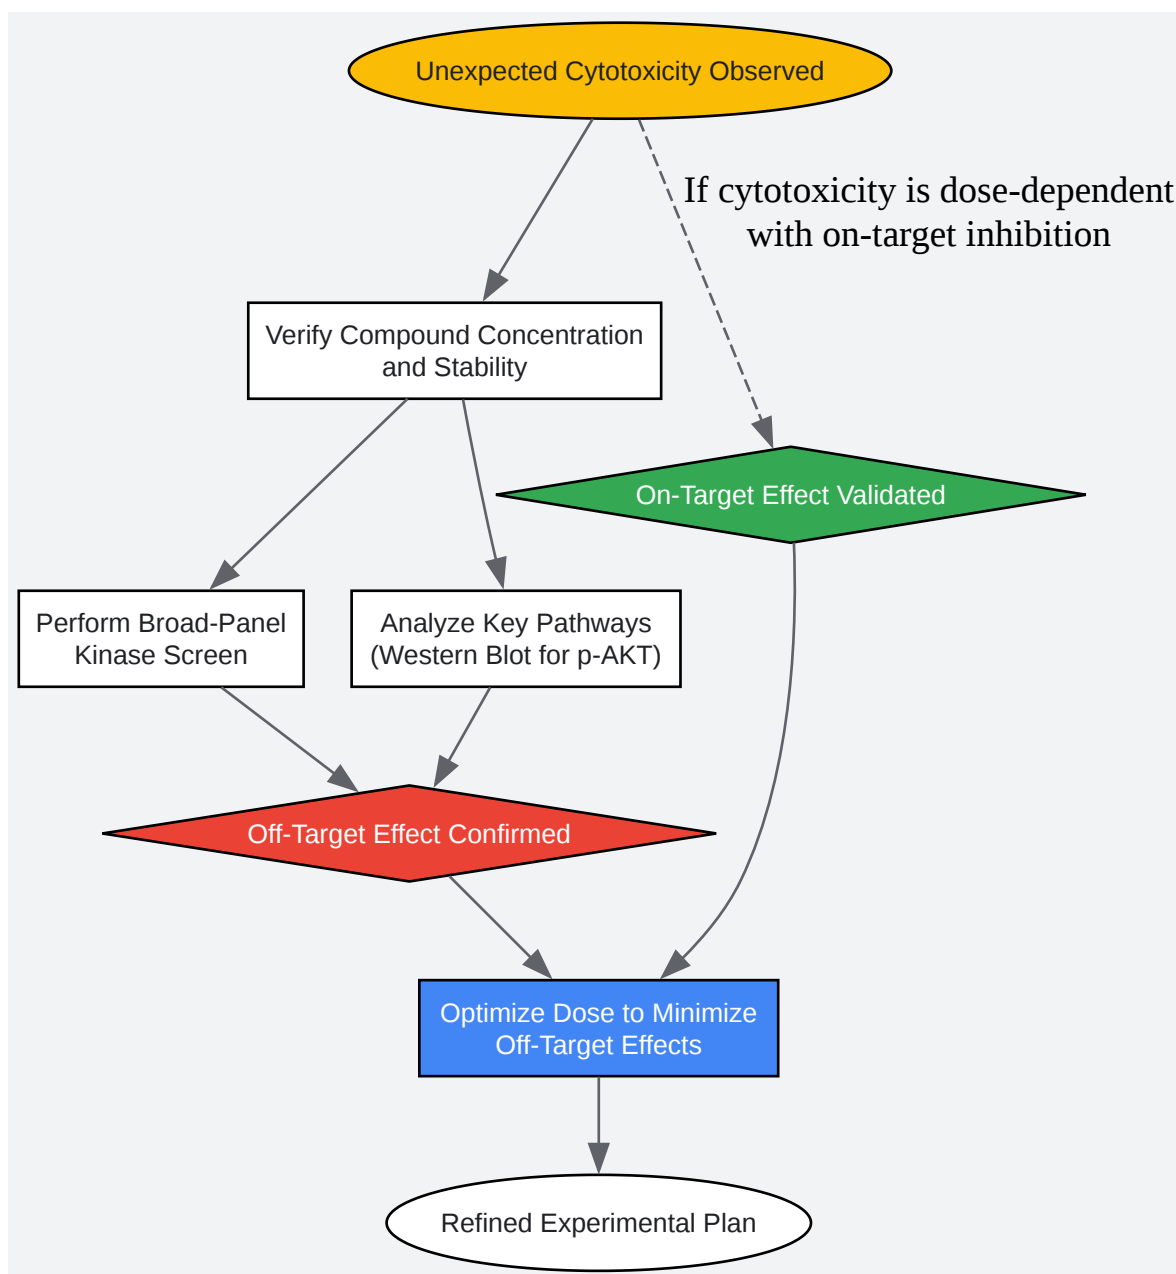 Unexpected Cytotoxicity Observed
If cytotoxicity is dose-dependent
with on-target inhibition
Verify Compound Concentration
and Stability
On-Target Effect Validated
Perform Broad-Panel
Kinase Screen
Analyze Key Pathways
(Western Blot for p-AKT)
Off-Target Effect Confirmed
Optimize Dose to Minimize
Off-Target Effects
Refined Experimental Plan